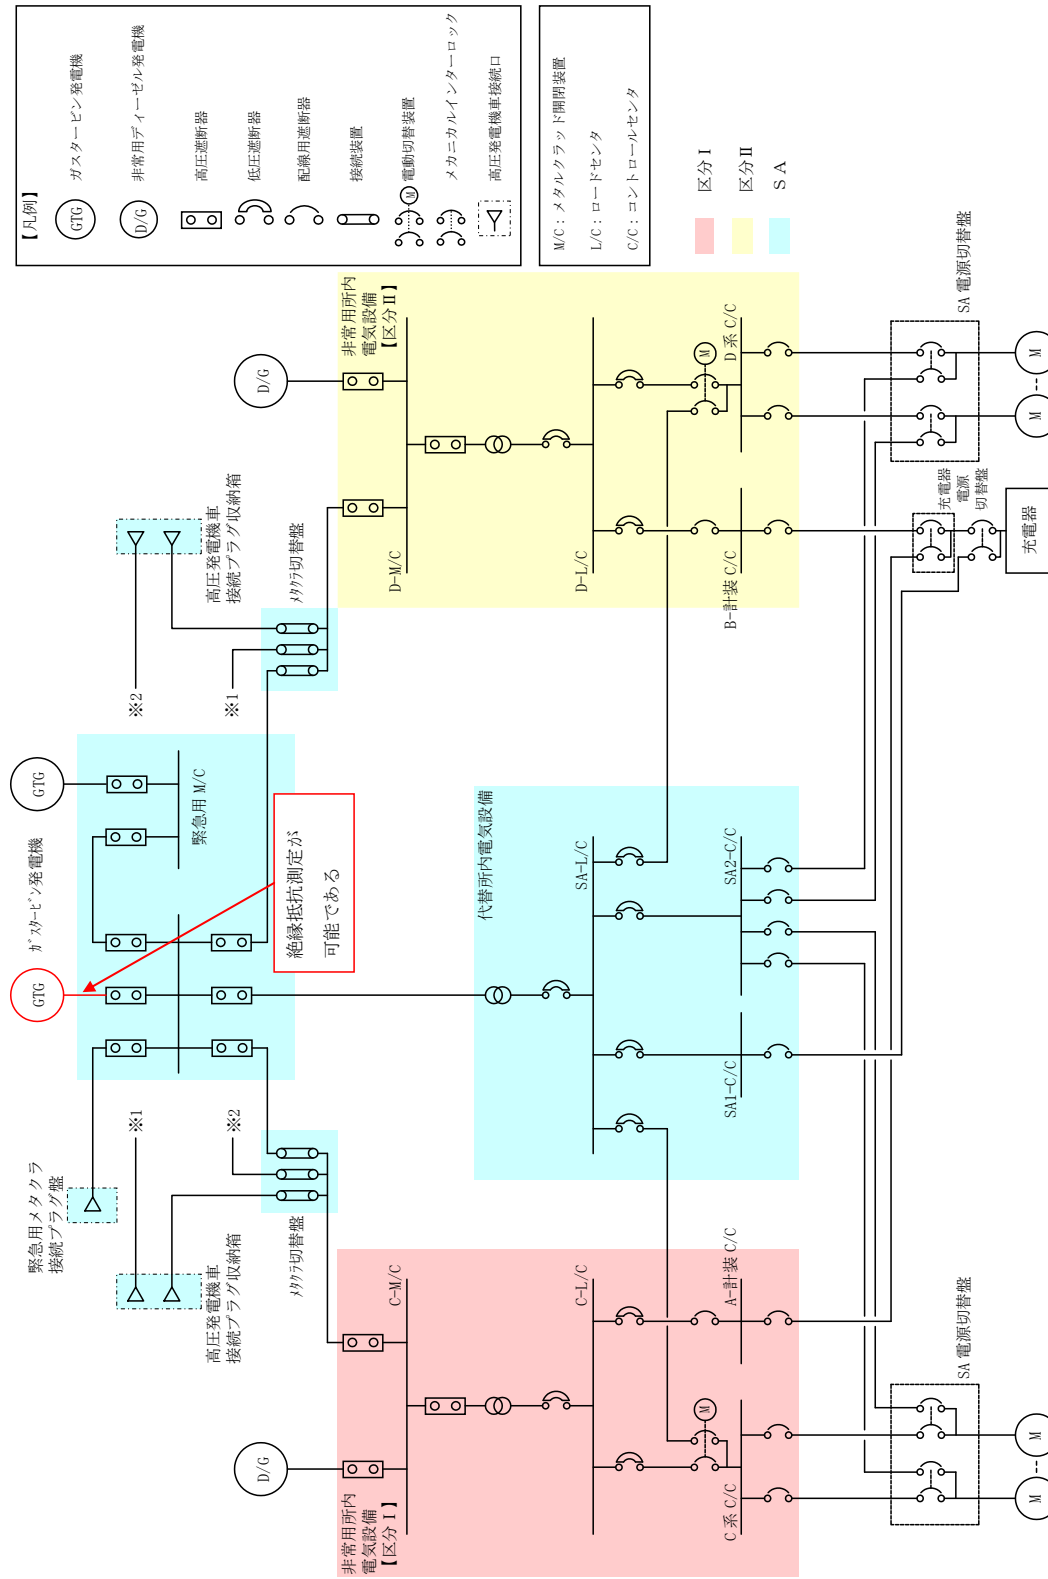 【凡例】
GTG
ガスタービン発電機
D/G
非常用ディーゼル発電機
高圧遮断器
低圧遮断器
配線用遮断器
接続装置
M
電動切替装置
メカニカルインターロック
高圧発電機車接続口
M/C：メタルクラッド開閉装置
L/C：ロードセンタ
C/C：コントロールセンタ
区分Ⅰ
区分Ⅱ
SA
緊急用メタクラ
接続プラグ盤
GTG
ガスタービン発電機
GTG
緊急用 M/C
絶縁抵抗測定が
可能である
※1
※2
高圧発電機車
接続プラグ収納箱
メタクラ切替盤
※2
※1
高圧発電機車
接続プラグ収納箱
メタクラ切替盤
D/G
非常用所内
電気設備
【区分Ⅰ】
C-M/C
C-L/C
M
C系 C/C
A-計装 C/C
代替所内電気設備
SA-L/C
SA1-C/C
SA2-C/C
D/G
非常用所内
電気設備
【区分Ⅱ】
D-M/C
D-L/C
M
B-計装 C/C
D系 C/C
SA 電源切替盤
M
M
充電器
電源
切替盤
充電器
SA 電源切替盤
M
M